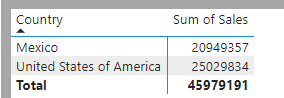 Country Sum of Sales
Mexico 20949357
United States of America 25029834
Total 45979191